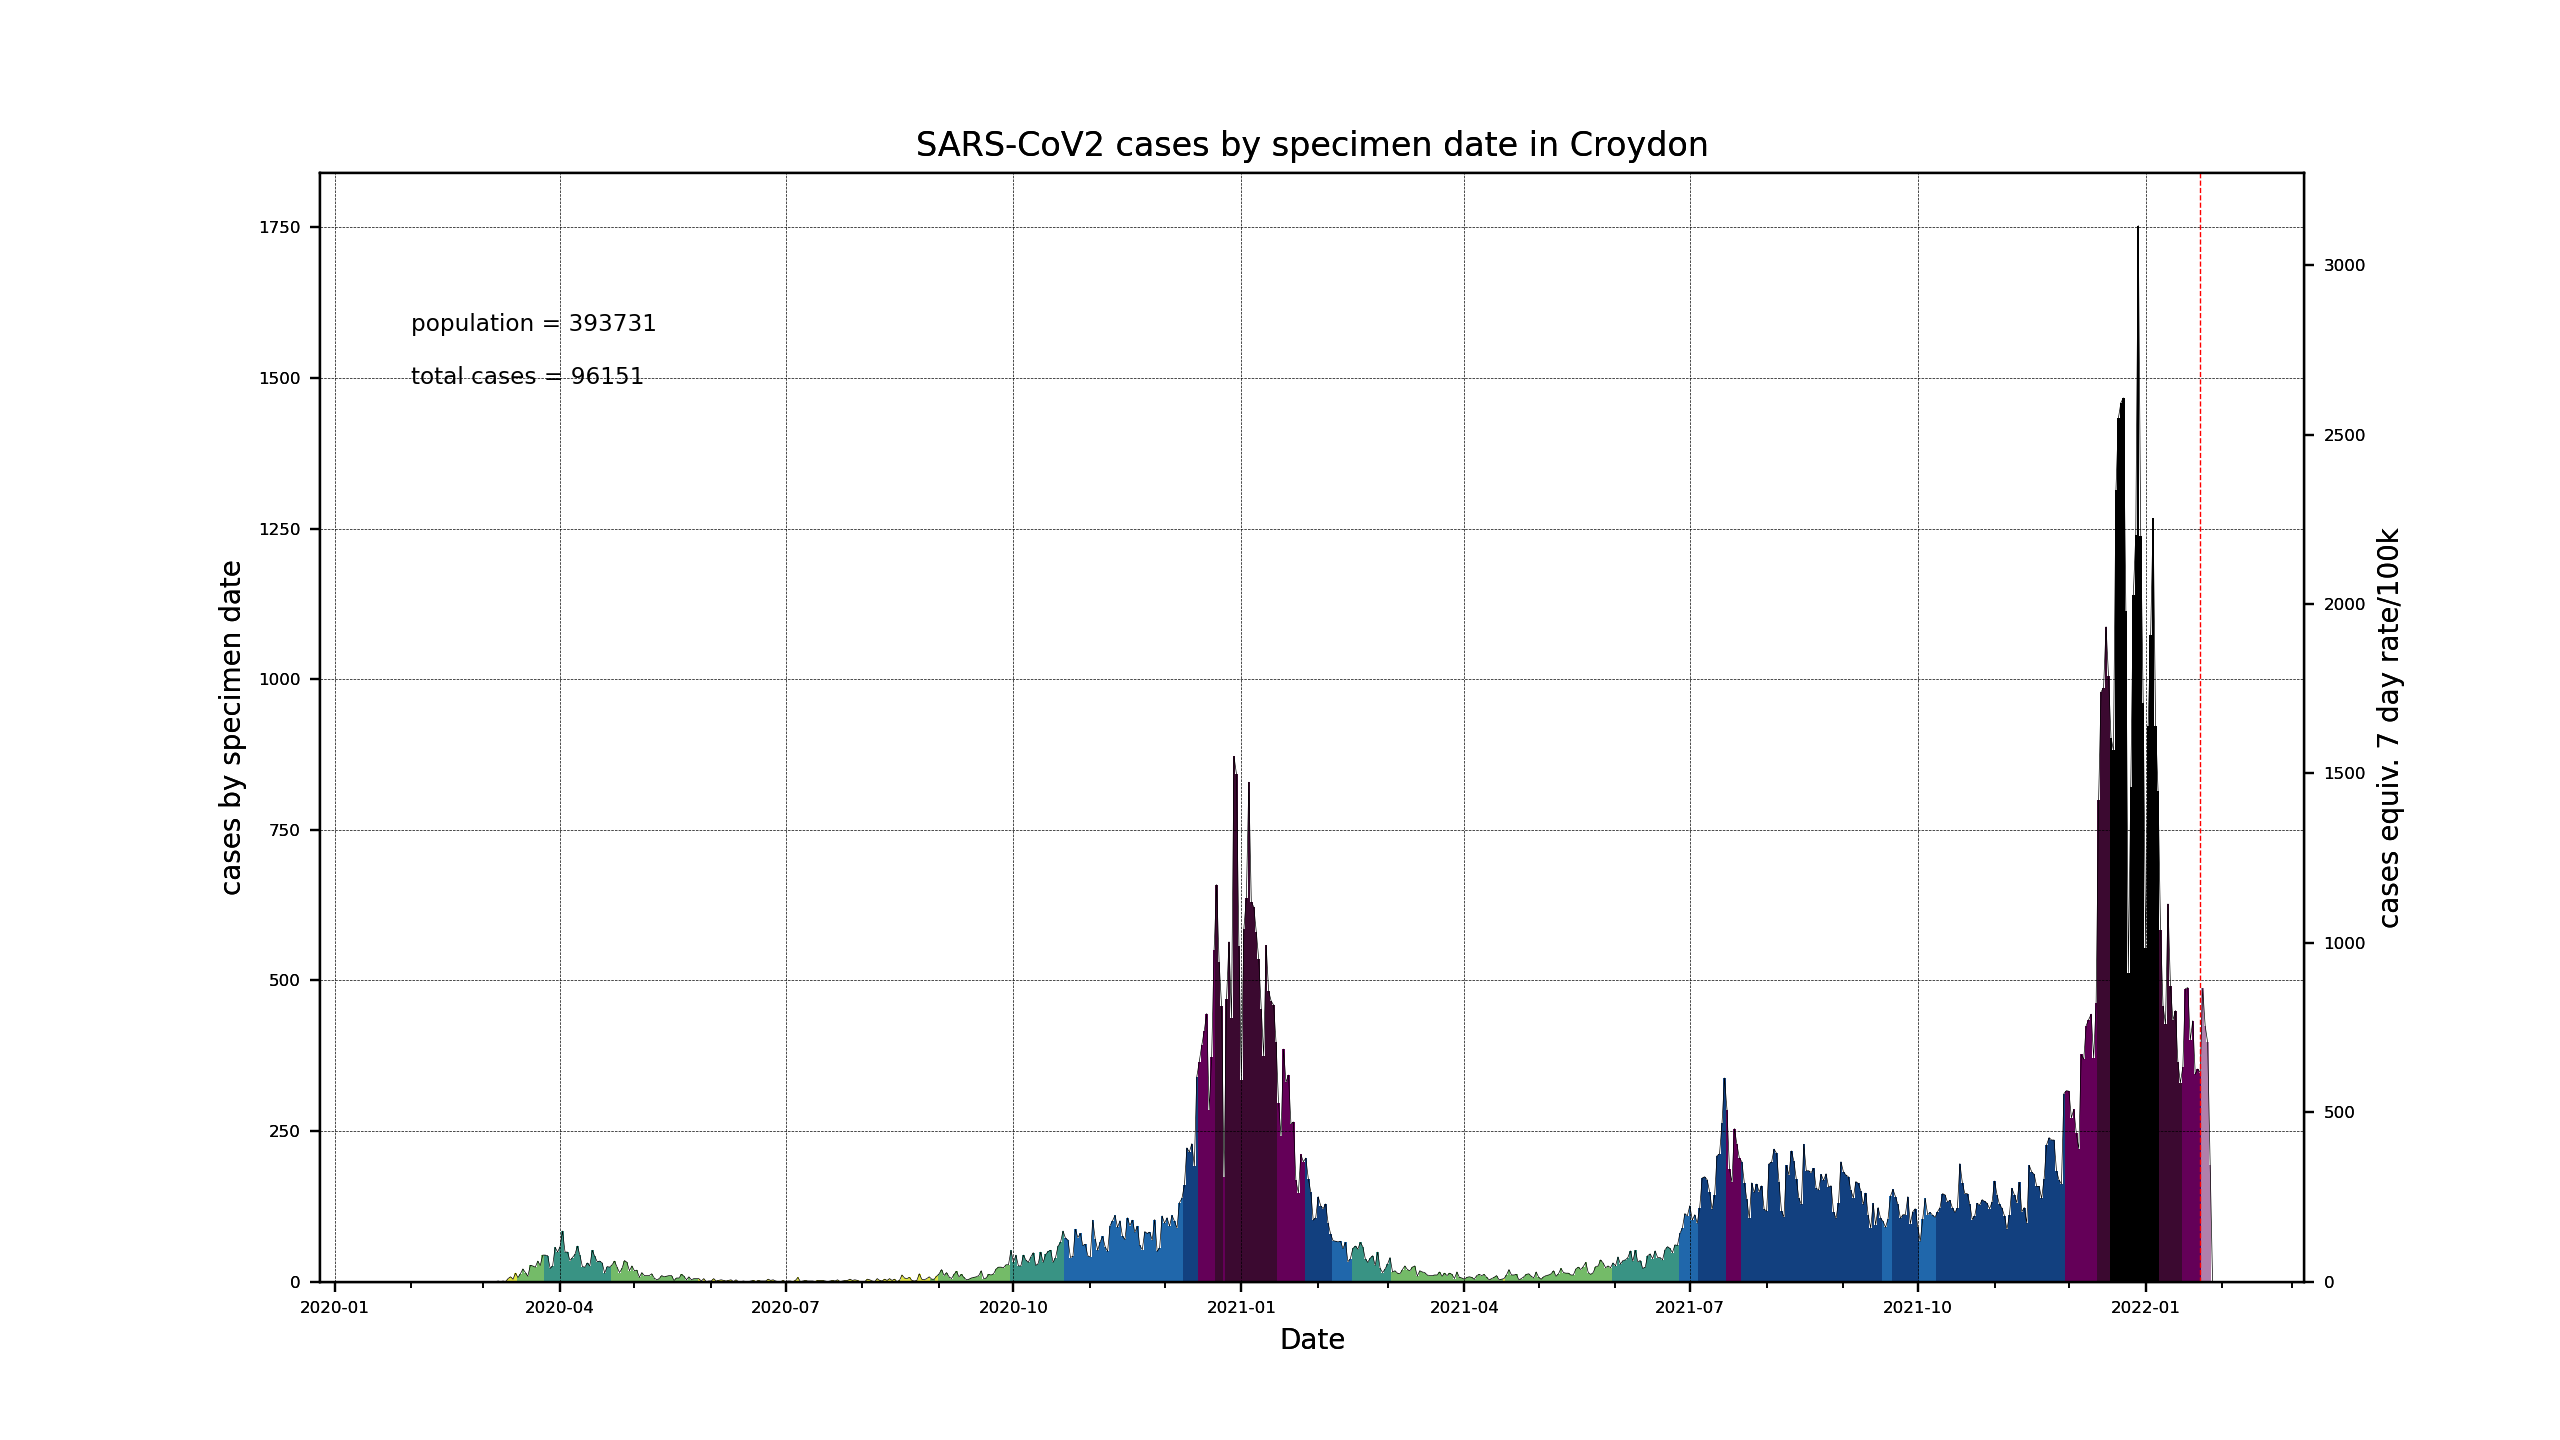 SARS-CoV2 cases by specimen date in Croydon
population = 393731
total cases = 96151
cases by specimen date
1750
1500
1250
1000
750
500
250
0
3000
2500
2000
1500
1000
500
0
cases equiv. 7 day rate/100k
2020-01 2020-04 2020-07 2020-10 2021-01 2021-04 2021-07 2021-10 2022-01
Date